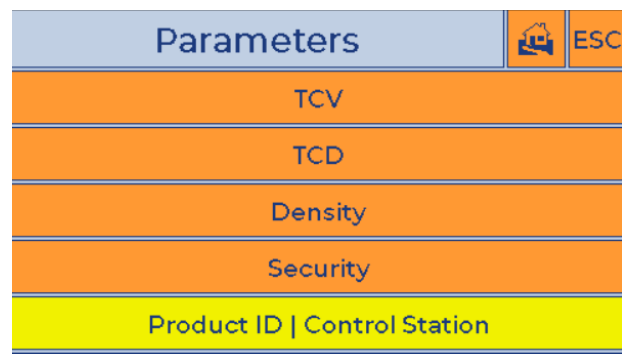 Parameters ESC
TCV
TCD
Density
Security
Product ID | Control Station